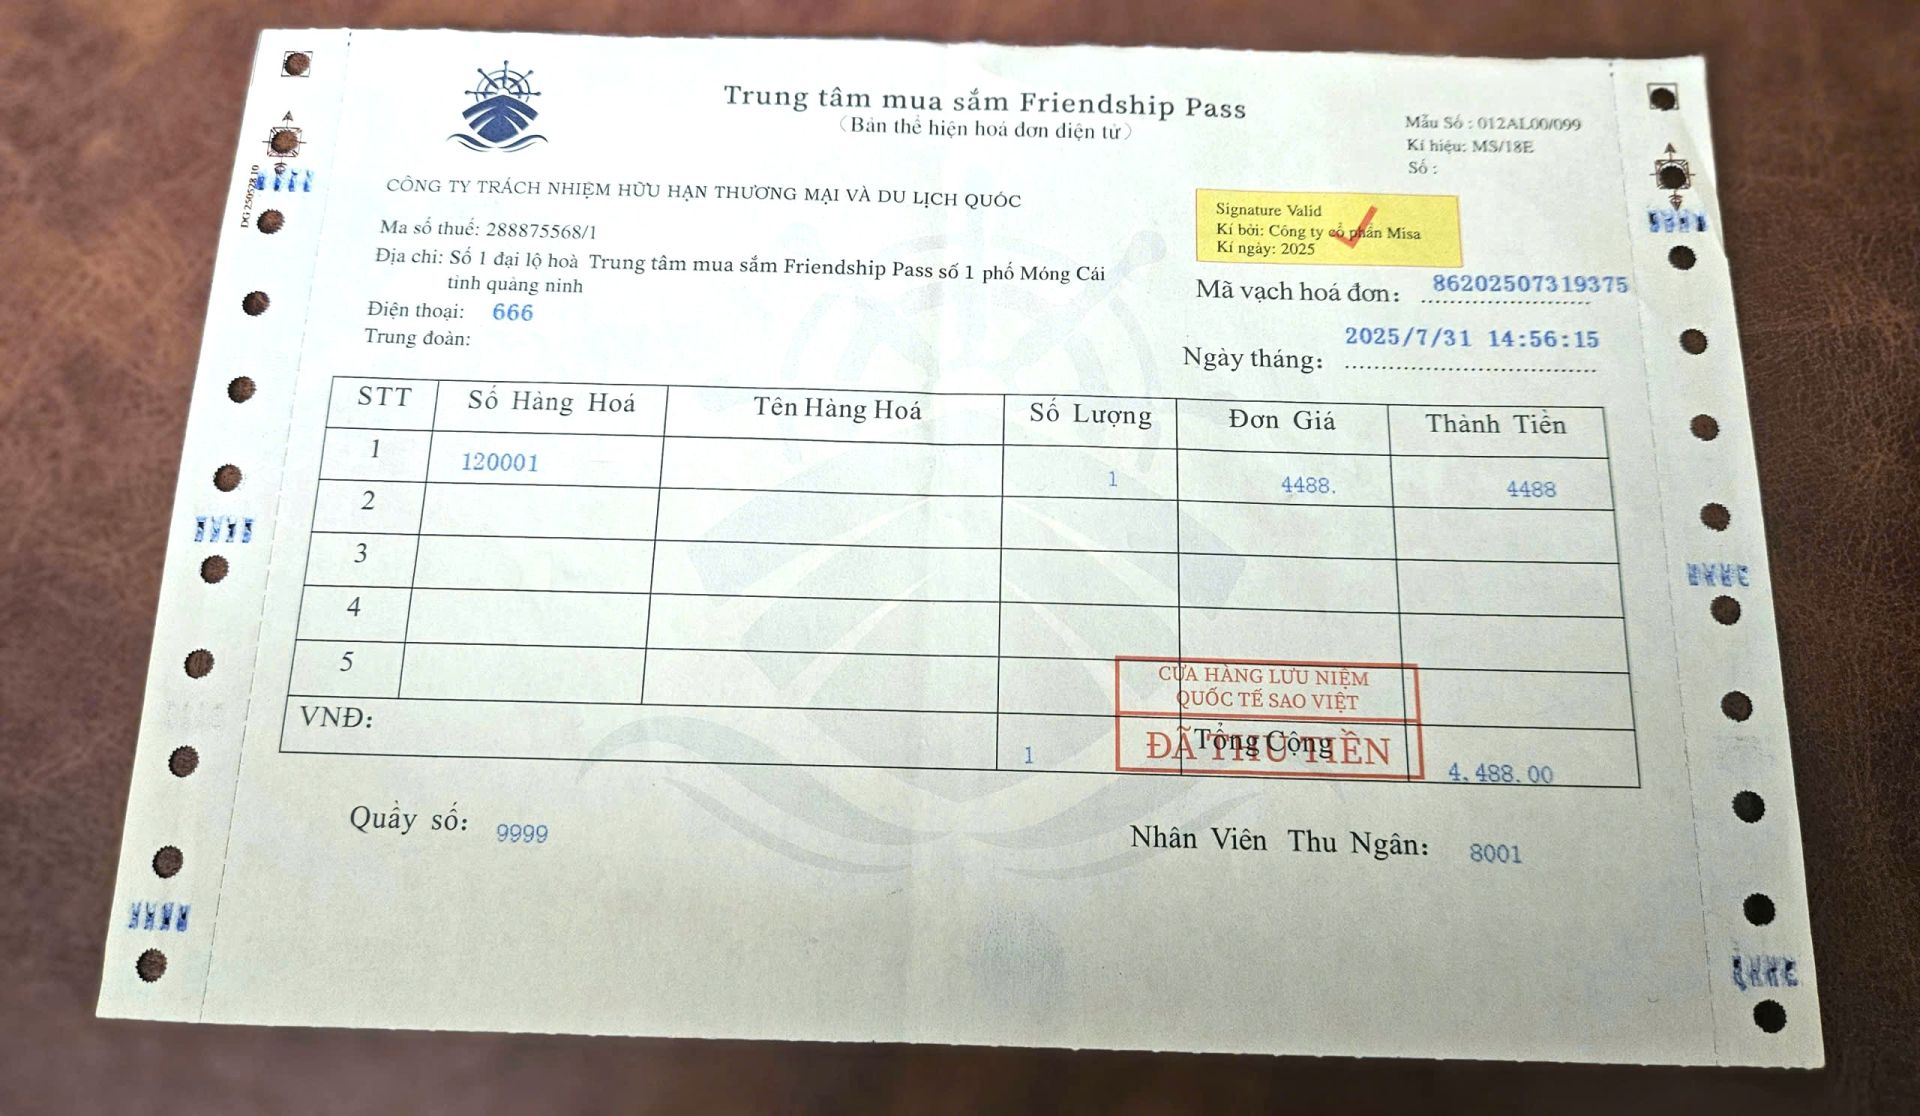 Trung tâm mua sắm Friendship Pass
(Bản thể hiện hoá đơn diện tử)
Mẫu Số : 012AL00/099
Kí hiệu: MS/18E
Số :
DG 25052810
CÔNG TY TRÁCH NHIỆM HỮU HẠN THƯƠNG MẠI VÀ DU LỊCH QUỐC
Ma số thuế: 288875568/1
Địa chỉ: Số 1 đại lộ hoà Trung tâm mua sắm Friendship Pass số 1 phố Móng Cái
tỉnh quảng ninh
Điện thoại: 666
Trung đoàn:
Signature Valid
Kí bởi: Công ty cổ phần Misa
Kí ngày: 2025
Mã vạch hoá đơn: 86202507319375
Ngày tháng: 2025/7/31 14:56:15
STT Số Hàng Hoá Tên Hàng Hoá Số Lượng Đơn Giá Thành Tiền
1 120001 1 4488. 4488
2
3
4
5
CỬA HÀNG LƯU NIỆM
QUỐC TẾ SAO VIỆT
ĐÃ THU TIỀN
VNĐ: 1 Tổng Cộng 4,488.00
Quầy số: 9999
Nhân Viên Thu Ngân: 8001